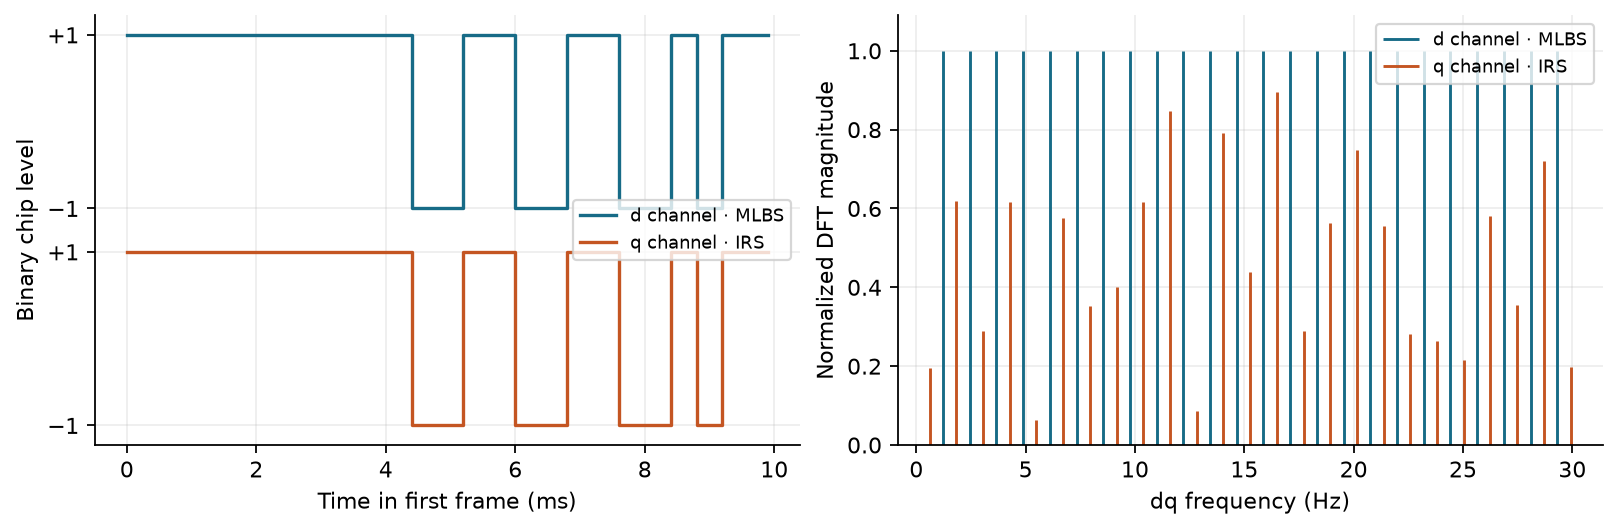 Binary chip level
+1
−1
+1
−1
0 2 4 6 8 10
Time in first frame (ms)
d channel · MLBS
q channel · IRS
Normalized DFT magnitude
1.0
0.8
0.6
0.4
0.2
0.0
0 5 10 15 20 25 30
dq frequency (Hz)
d channel · MLBS
q channel · IRS